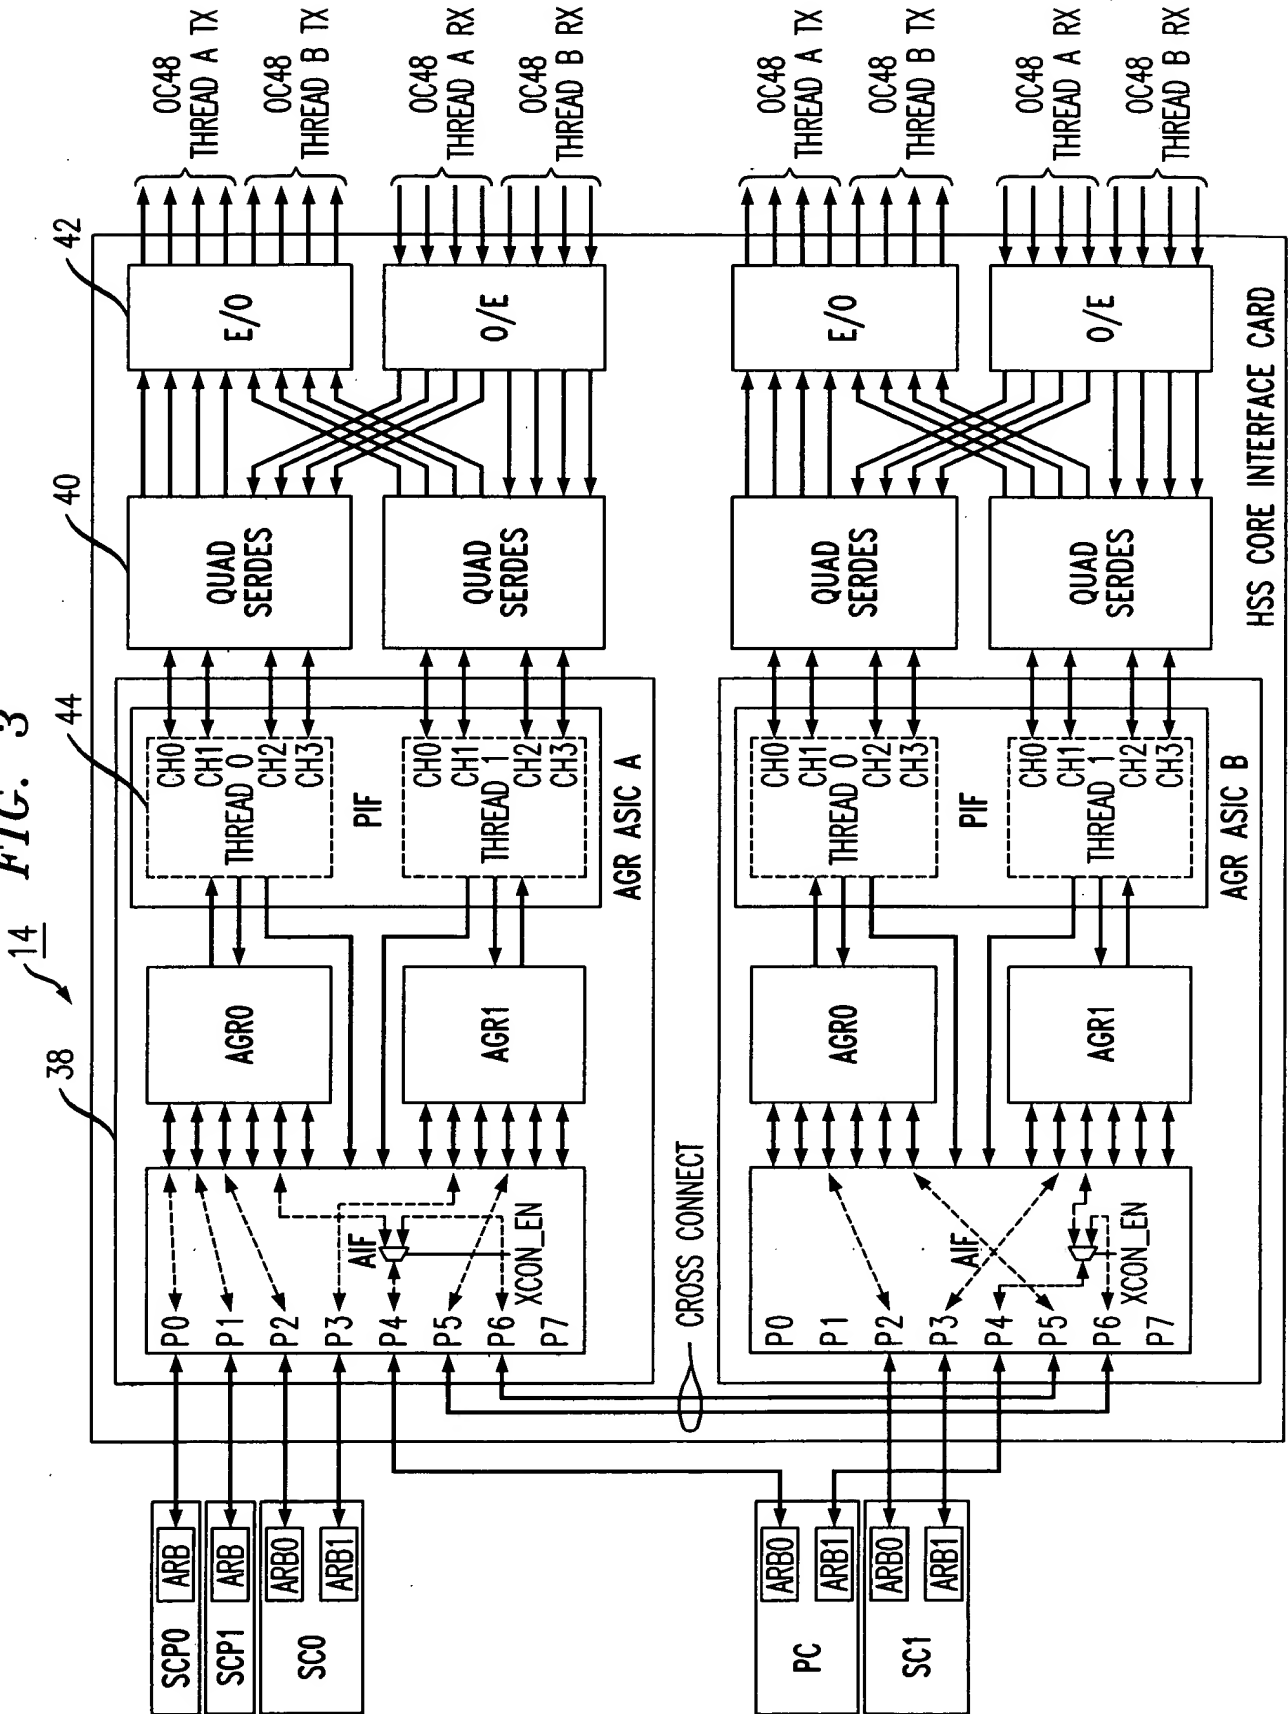 FIG. 3
14
38
44
40
42
SCP0
ARB
SCP1
ARB
SC0
ARB0
ARB1
P0
P1
P2
P3
P4
P5
P6
P7
AIF
XCON_EN
AGR0
AGR1
THREAD 0
CH0
CH1
CH2
CH3
PIF
THREAD 1
CH0
CH1
CH2
CH3
AGR ASIC A
QUAD
SERDES
QUAD
SERDES
E/O
O/E
OC48
THREAD A TX
OC48
THREAD B TX
OC48
THREAD A RX
OC48
THREAD B RX
CROSS CONNECT
PC
ARB0
ARB1
SC1
ARB0
ARB1
P0
P1
P2
P3
P4
P5
P6
P7
AIF
XCON_EN
AGR0
AGR1
THREAD 0
CH0
CH1
CH2
CH3
PIF
THREAD 1
CH0
CH1
CH2
CH3
AGR ASIC B
QUAD
SERDES
QUAD
SERDES
E/O
O/E
OC48
THREAD A TX
OC48
THREAD B TX
OC48
THREAD A RX
OC48
THREAD B RX
HSS CORE INTERFACE CARD